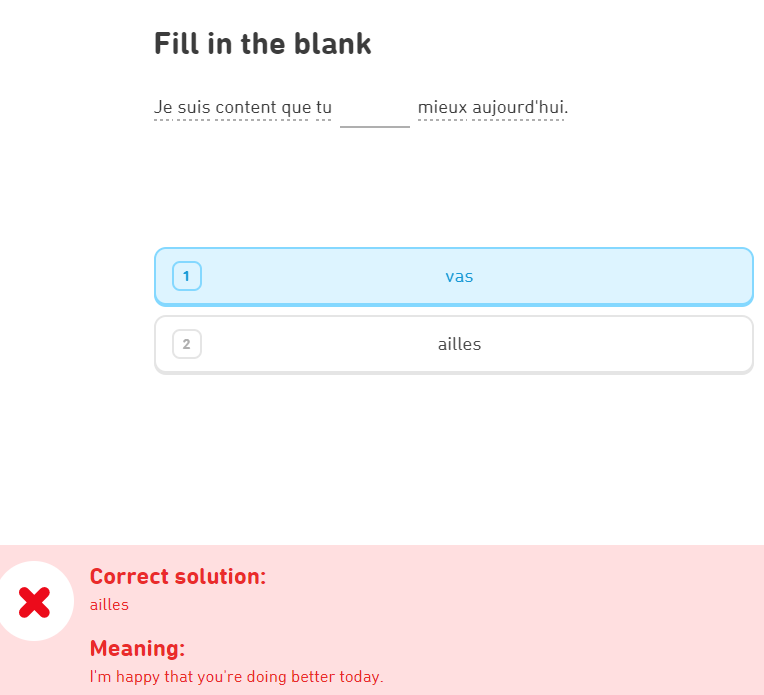 Fill in the blank
Je suis content que tu mieux aujourd'hui.
1 vas
2 ailles
Correct solution:
ailles
Meaning:
I'm happy that you're doing better today.